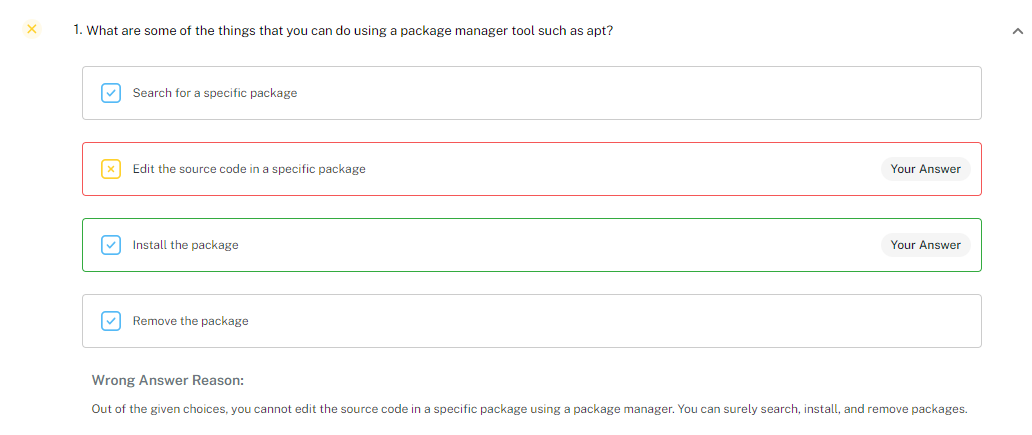 1. What are some of the things that you can do using a package manager tool such as apt?
Search for a specific package
Edit the source code in a specific package Your Answer
Install the package Your Answer
Remove the package
Wrong Answer Reason:
Out of the given choices, you cannot edit the source code in a specific package using a package manager. You can surely search, install, and remove packages.